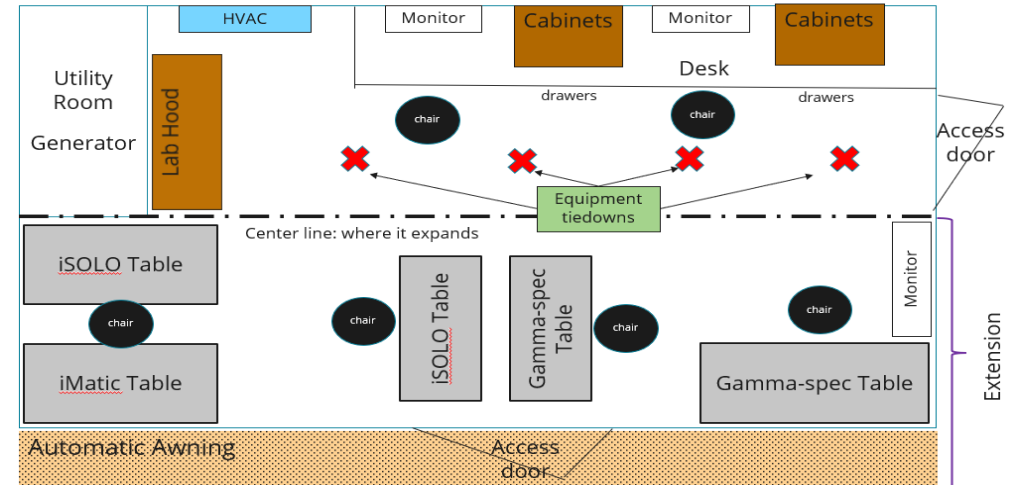 HVAC
Monitor
Cabinets
Monitor
Cabinets
Utility
Room
Generator
Lab Hood
Desk
drawers
drawers
chair
chair
Access
door
Equipment
tiedowns
Center line: where it expands
iSOLO Table
chair
iMatic Table
chair
iSOLO Table
Gamma-spec
Table
chair
chair
Monitor
Gamma-spec Table
Extension
Automatic Awning
Access
door